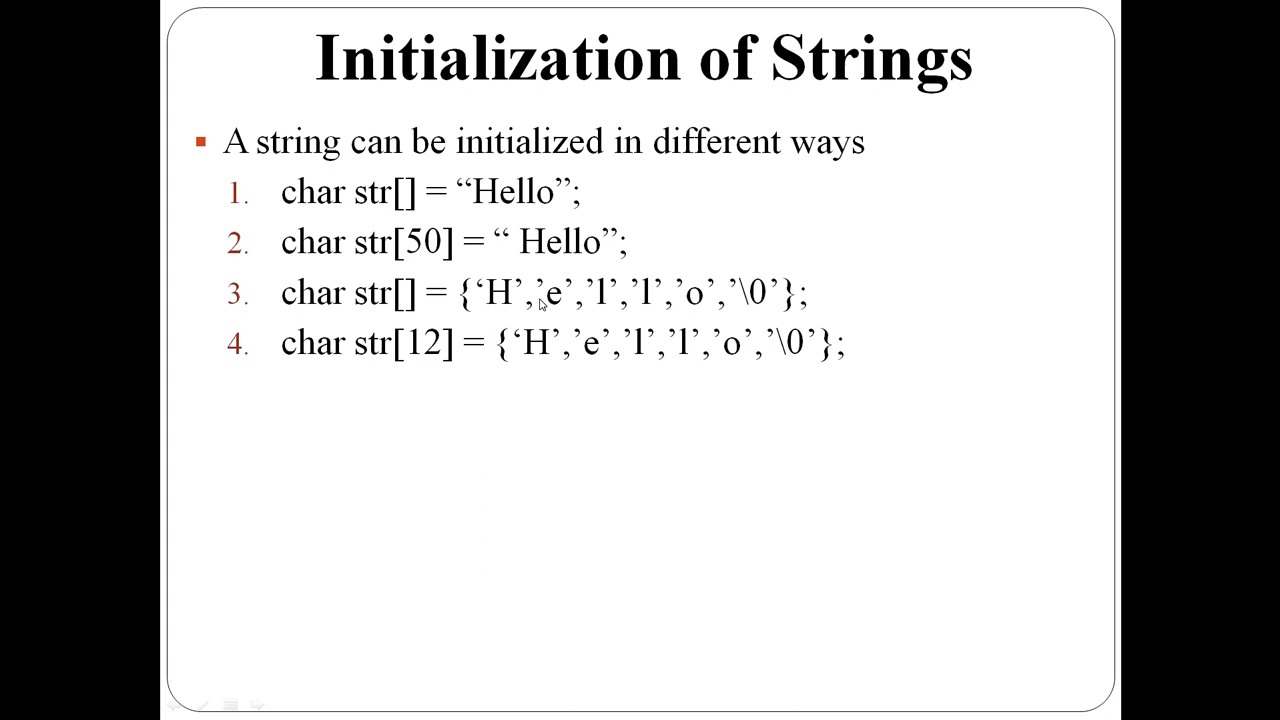 Initialization of Strings
▪ A string can be initialized in different ways
1. char str[] = “Hello”;
2. char str[50] = “ Hello”;
3. char str[] = {‘H’,’e’,’l’,’l’,’o’,’\0’};
4. char str[12] = {‘H’,’e’,’l’,’l’,’o’,’\0’};